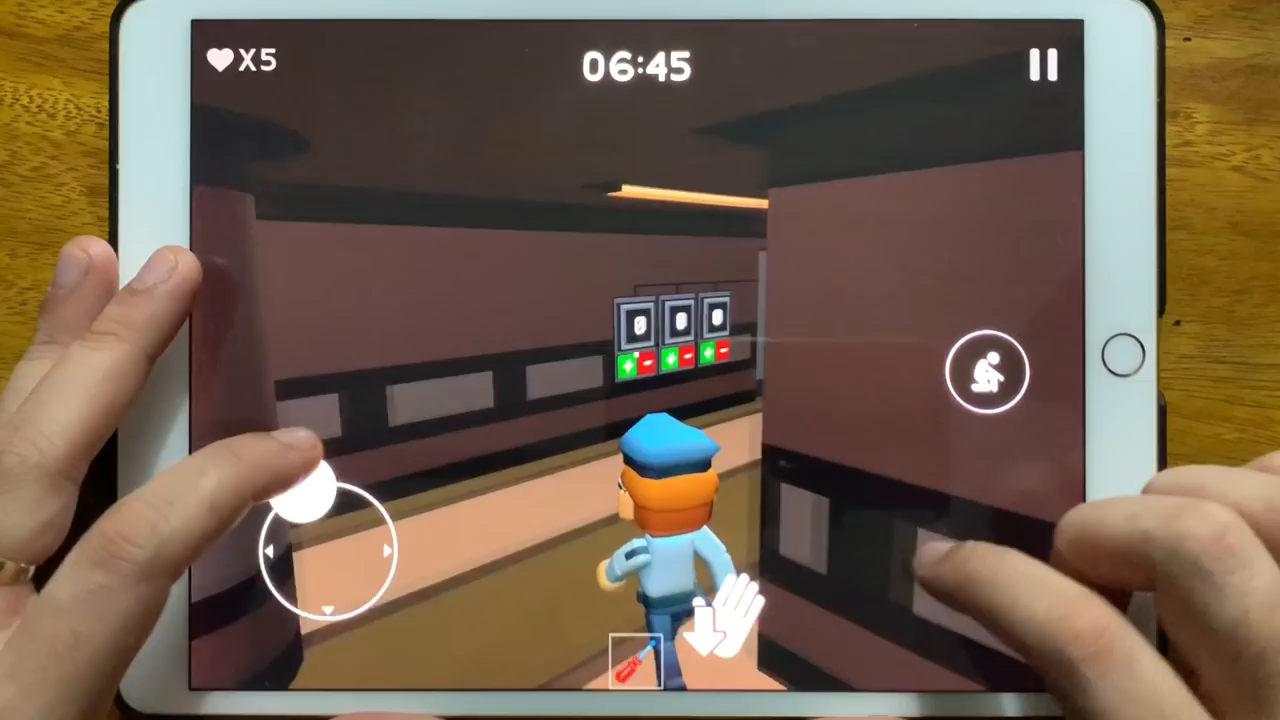 X5
06:45
0 0 0
+ - + - + -